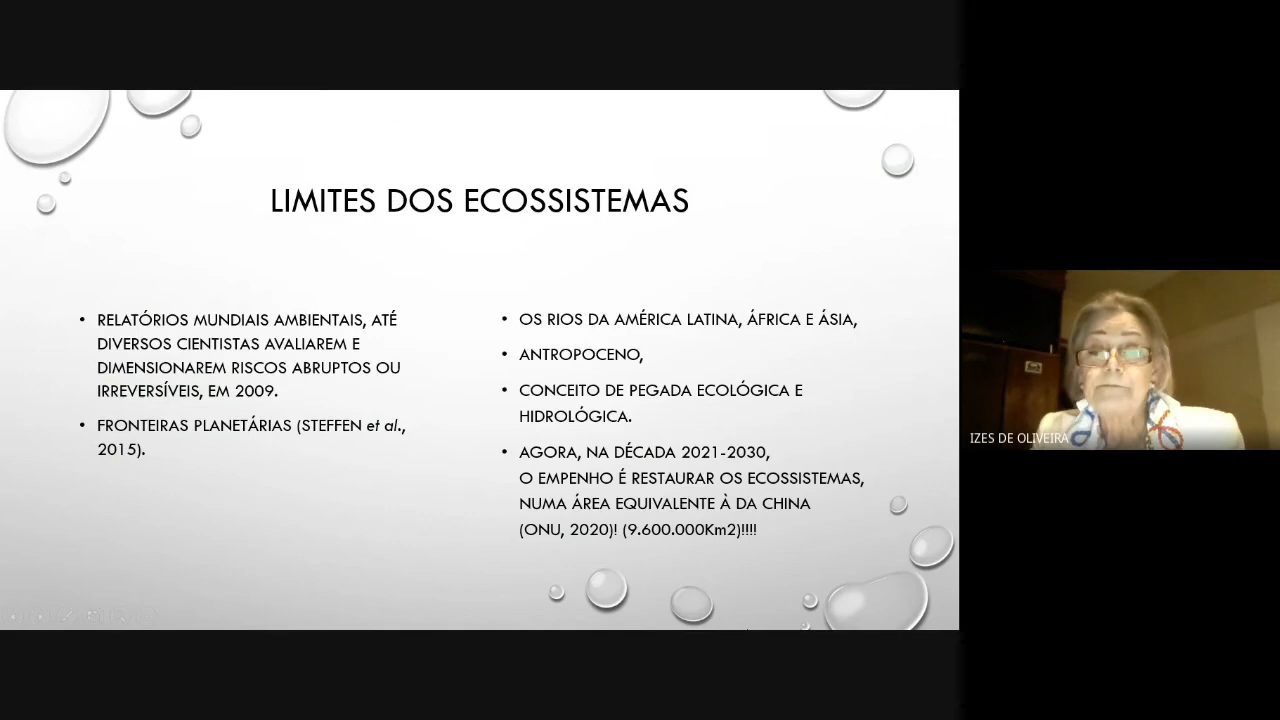 LIMITES DOS ECOSSISTEMAS
• RELATÓRIOS MUNDIAIS AMBIENTAIS, ATÉ
DIVERSOS CIENTISTAS AVALIAREM E
DIMENSIONAREM RISCOS ABRUPTOS OU
IRREVERSÍVEIS, EM 2009.
• FRONTEIRAS PLANETÁRIAS (STEFFEN et al.,
2015).
• OS RIOS DA AMÉRICA LATINA, ÁFRICA E ÁSIA,
• ANTROPOCENO,
• CONCEITO DE PEGADA ECOLÓGICA E
HIDROLÓGICA.
• AGORA, NA DÉCADA 2021-2030,
O EMPENHO É RESTAURAR OS ECOSSISTEMAS,
NUMA ÁREA EQUIVALENTE À DA CHINA
(ONU, 2020)! (9.600.000Km2)!!!!
IZES DE OLIVEIRA